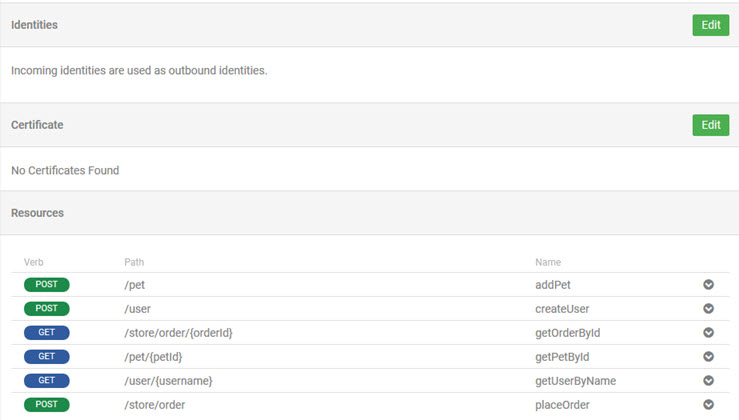 Identities Edit
Incoming identities are used as outbound identities.
Certificate Edit
No Certificates Found
Resources
Verb Path Name
POST /pet addPet
POST /user createUser
GET /store/order/{orderId} getOrderById
GET /pet/{petId} getPetById
GET /user/{username} getUserByName
POST /store/order placeOrder